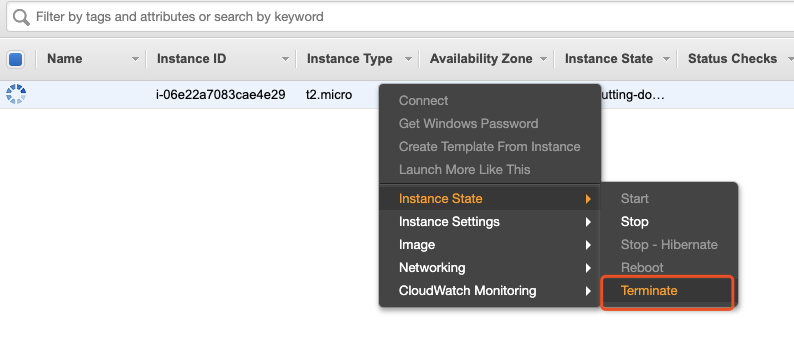 Filter by tags and attributes or search by keyword
Name Instance ID Instance Type Availability Zone Instance State Status Checks
i-06e22a7083cae4e29 t2.micro utting-do...
Connect
Get Windows Password
Create Template From Instance
Launch More Like This
Instance State
Instance Settings
Image
Networking
CloudWatch Monitoring
Start
Stop
Stop - Hibernate
Reboot
Terminate